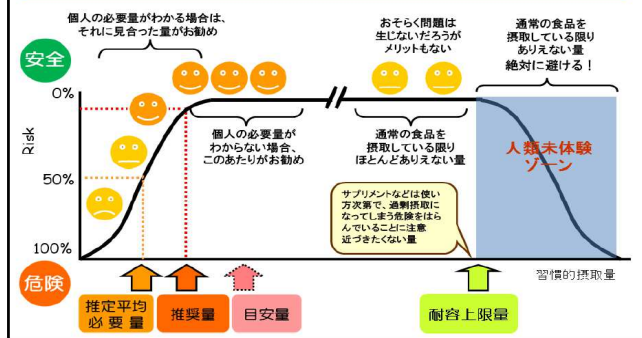 個人の必要量がわかる場合は、
それに見合った量がお勧め
おそらく問題は
生じないだろうが
メリットもない
通常の食品を
摂取している限り
ありえない量
絶対に避ける！
安全
0%
Risk
50%
100%
危険
個人の必要量が
わからない場合、
このあたりがお勧め
通常の食品を
摂取している限り
ほとんどありえない量
人類未体験
ゾーン
サプリメントなどは使い
方次第で、過剰摂取に
なってしまう危険をはら
んでいることに注意
近づきたくない量
習慣的摂取量
推定平均
必要量
推奨量
目安量
耐容上限量